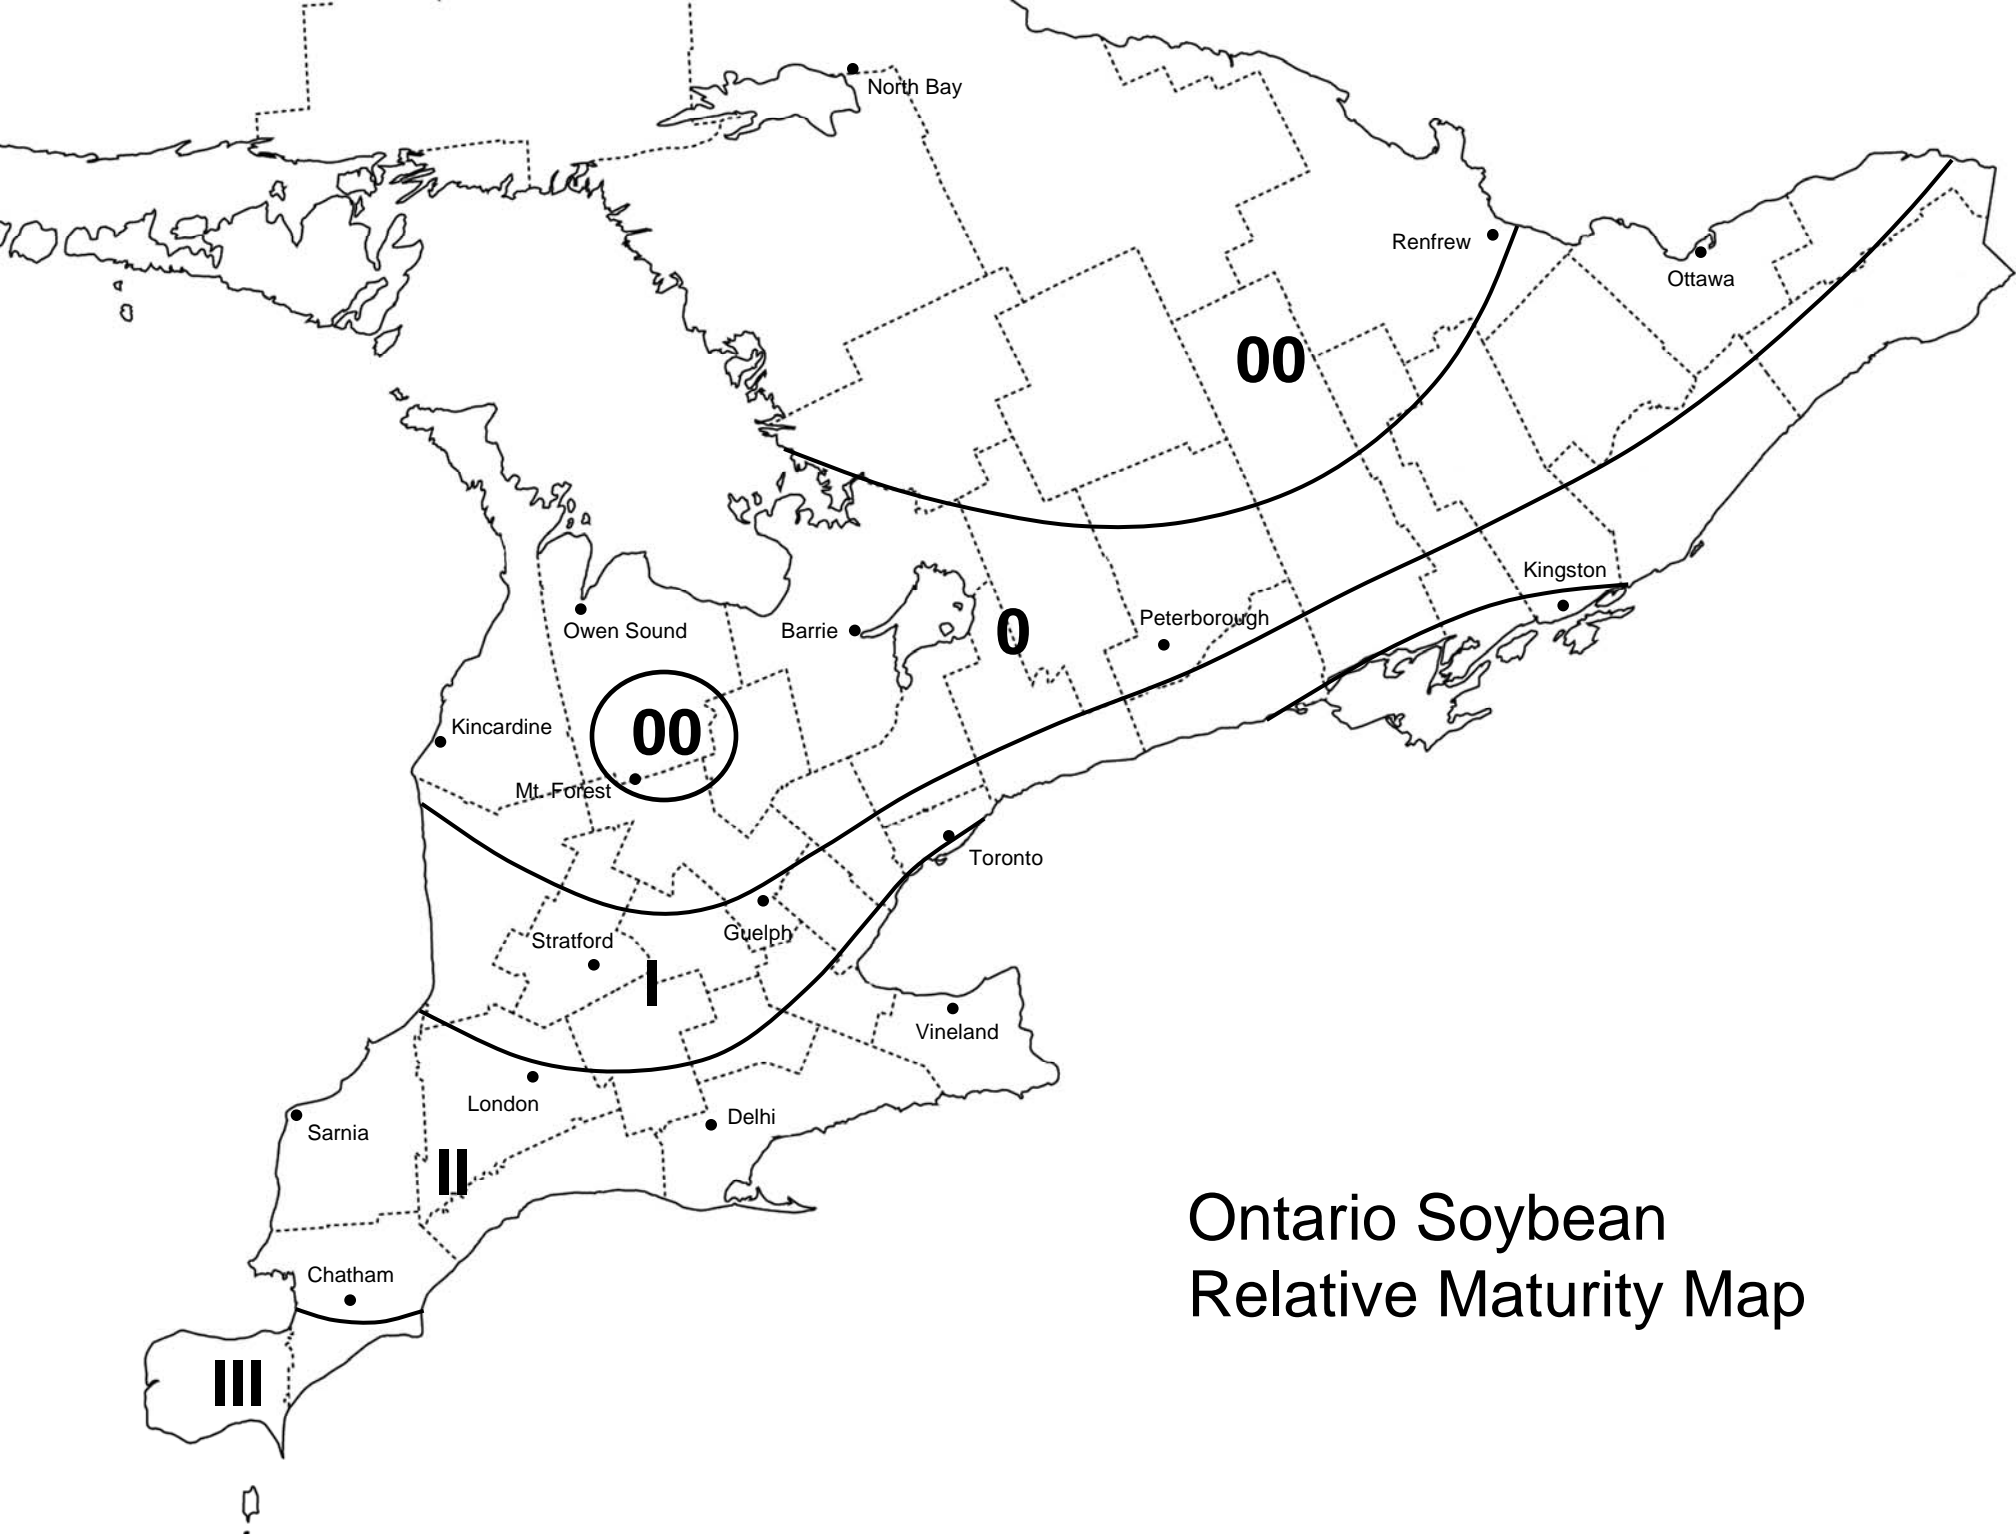 North Bay
Renfrew
Ottawa
00
Kingston
Peterborough
0
Owen Sound
Barrie
Kincardine
00
Mt. Forest
Toronto
Guelph
Stratford
I
Vineland
London
Delhi
Sarnia
II
Chatham
III
Ontario Soybean
Relative Maturity Map